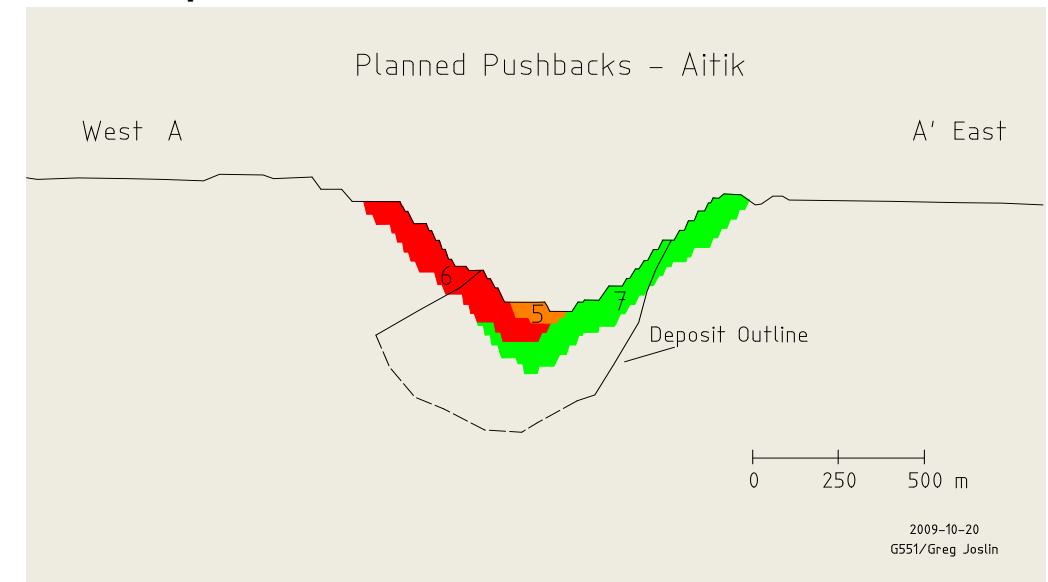 Planned Pushbacks – Aitik
West A
A' East
6
5
7
Deposit Outline
0 250 500 m
2009-10-20
G551/Greg Joslin